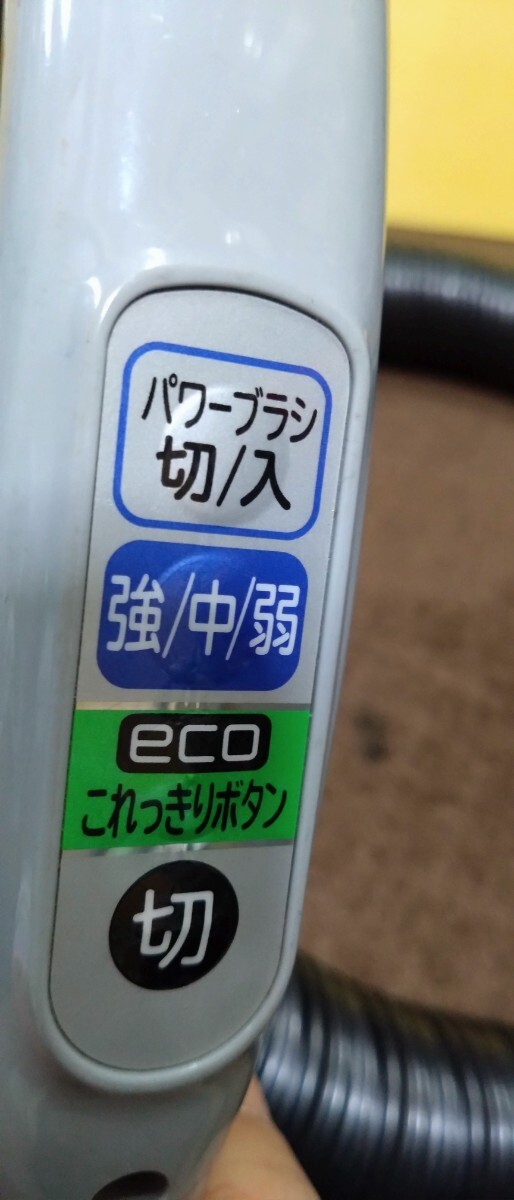 パワーブラシ
切/入
強/中/弱
eco
これっきりボタン
切